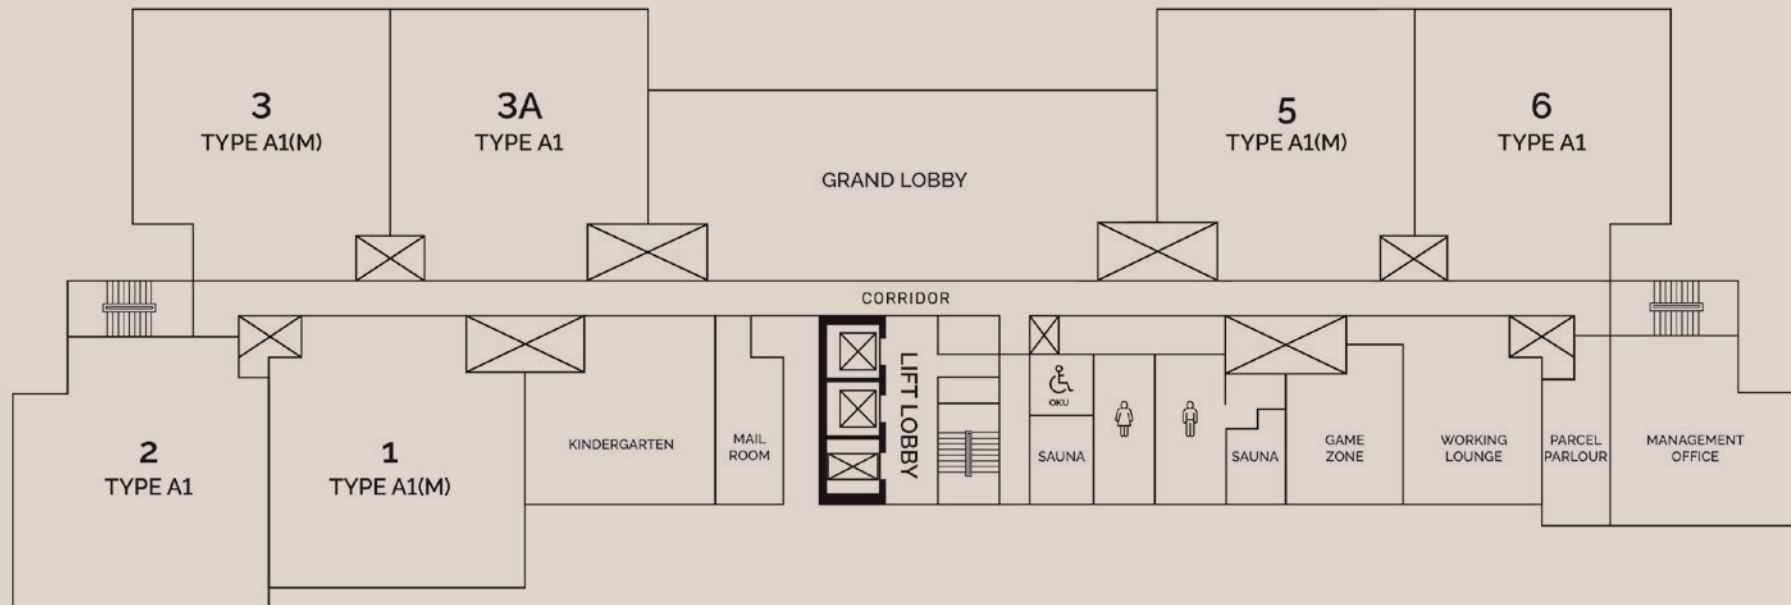 3
TYPE A1(M)
3A
TYPE A1
GRAND LOBBY
5
TYPE A1(M)
6
TYPE A1
CORRIDOR
2
TYPE A1
1
TYPE A1(M)
KINDERGARTEN
MAIL
ROOM
LIFT LOBBY
OKU
SAUNA
SAUNA
GAME
ZONE
WORKING
LOUNGE
PARCEL
PARLOUR
MANAGEMENT
OFFICE